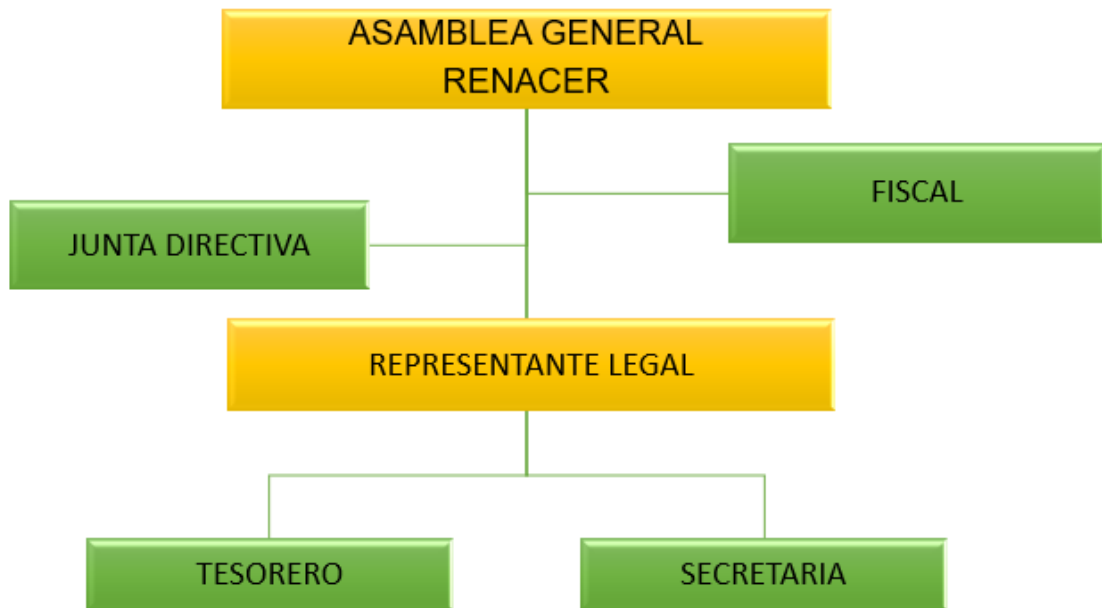 ASAMBLEA GENERAL
RENACER
FISCAL
JUNTA DIRECTIVA
REPRESENTANTE LEGAL
TESORERO
SECRETARIA